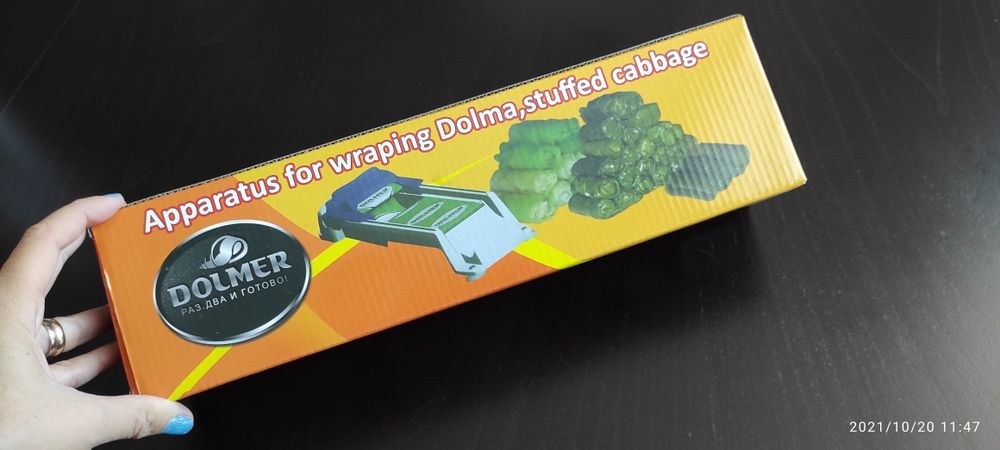 Apparatus for wraping Dolma,stuffed cabbage
DOLMER
РАЗ, ДВА И ГОТОВО!
2021/10/20 11:47